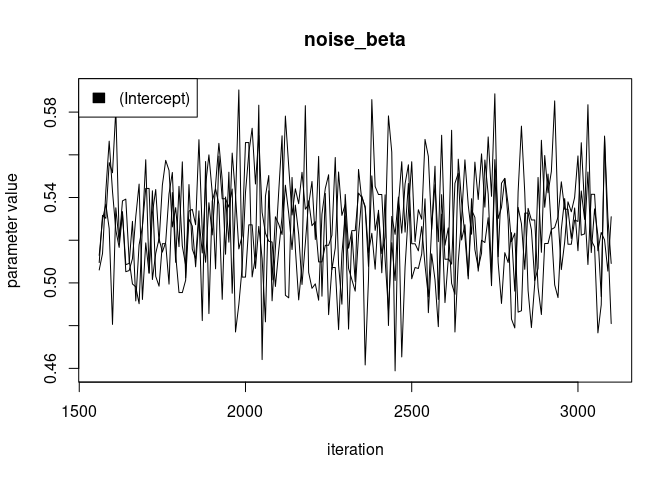 noise_beta
(Intercept)
parameter value
0.58
0.54
0.50
0.46
1500 2000 2500 3000
iteration